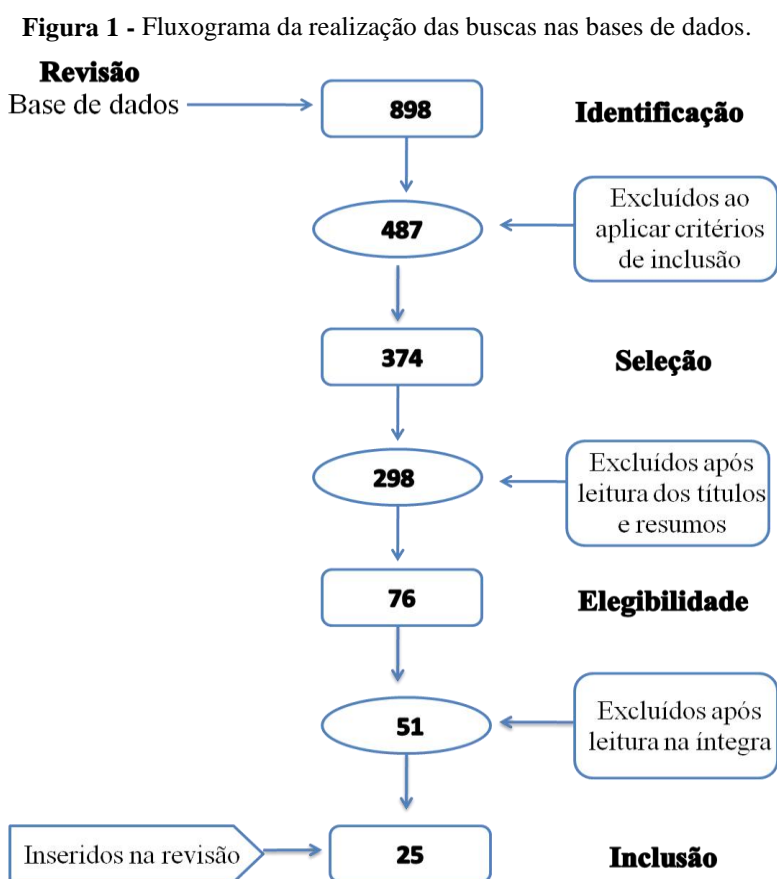 Figura 1 - Fluxograma da realização das buscas nas bases de dados.
Revisão
Base de dados
898
Identificação
487
Excluídos ao
aplicar critérios
de inclusão
374
Seleção
298
Excluídos após
leitura dos títulos
e resumos
76
Elegibilidade
51
Excluídos após
leitura na íntegra
Inseridos na revisão
25
Inclusão